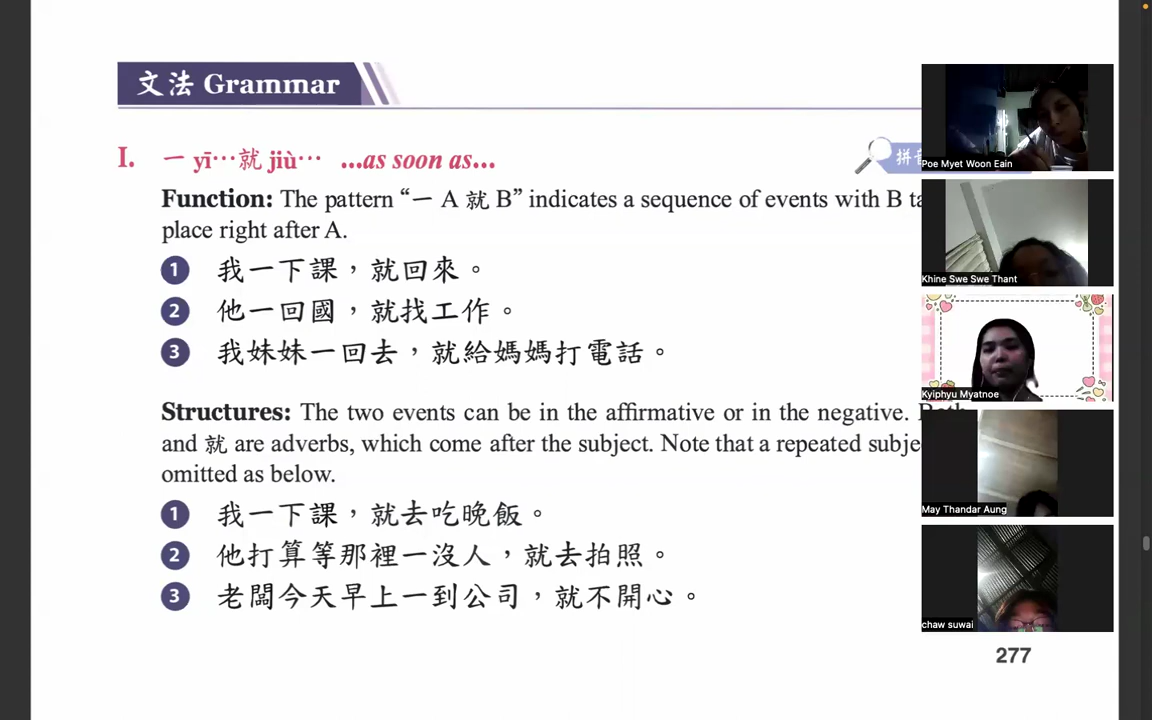 文法 Grammar
I. 一 yī…就 jiù… ...as soon as...
拼
Function: The pattern “一 A 就 B” indicates a sequence of events with B
place right after A.
1 我一下課，就回來。
2 他一回國，就找工作。
3 我妹妹一回去，就給媽媽打電話。
Structures: The two events can be in the affirmative or in the negative.
and 就 are adverbs, which come after the subject. Note that a repeated
omitted as below.
1 我一下課，就去吃晚飯。
2 他打算等那裡一沒人，就去拍照。
3 老闆今天早上一到公司，就不開心。
277
Poe Myet Woon Eain
Khine Swe Swe Thant
Kyiphyu Myatnoe
May Thandar Aung
chaw suwai